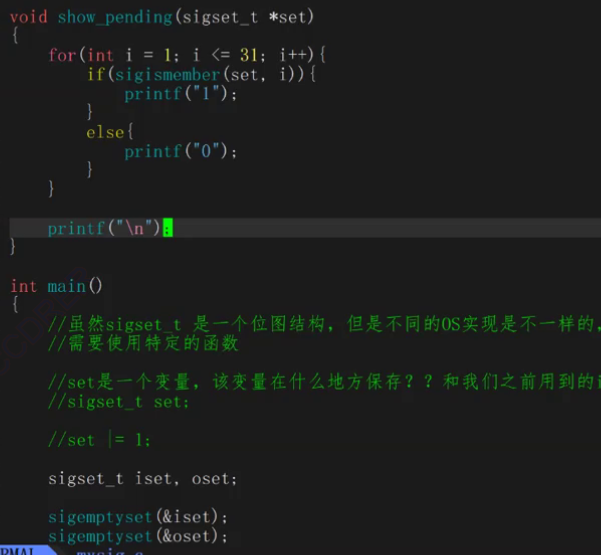 void show_pending(sigset_t *set)
{
    for(int i = 1; i <= 31; i++){
        if(sigismember(set, i)){
            printf("1");
        }
        else{
            printf("0");
        }
    }
    printf("\n");
}
int main()
{
    //虽然sigset_t 是一个位图结构，但是不同的OS实现是不一样的，
    //需要使用特定的函数
    //set是一个变量，该变量在什么地方保存？？和我们之前用到的
    //sigset_t set;
    //set |= 1;
    sigset_t iset, oset;
    sigemptyset(&iset);
    sigemptyset(&oset);